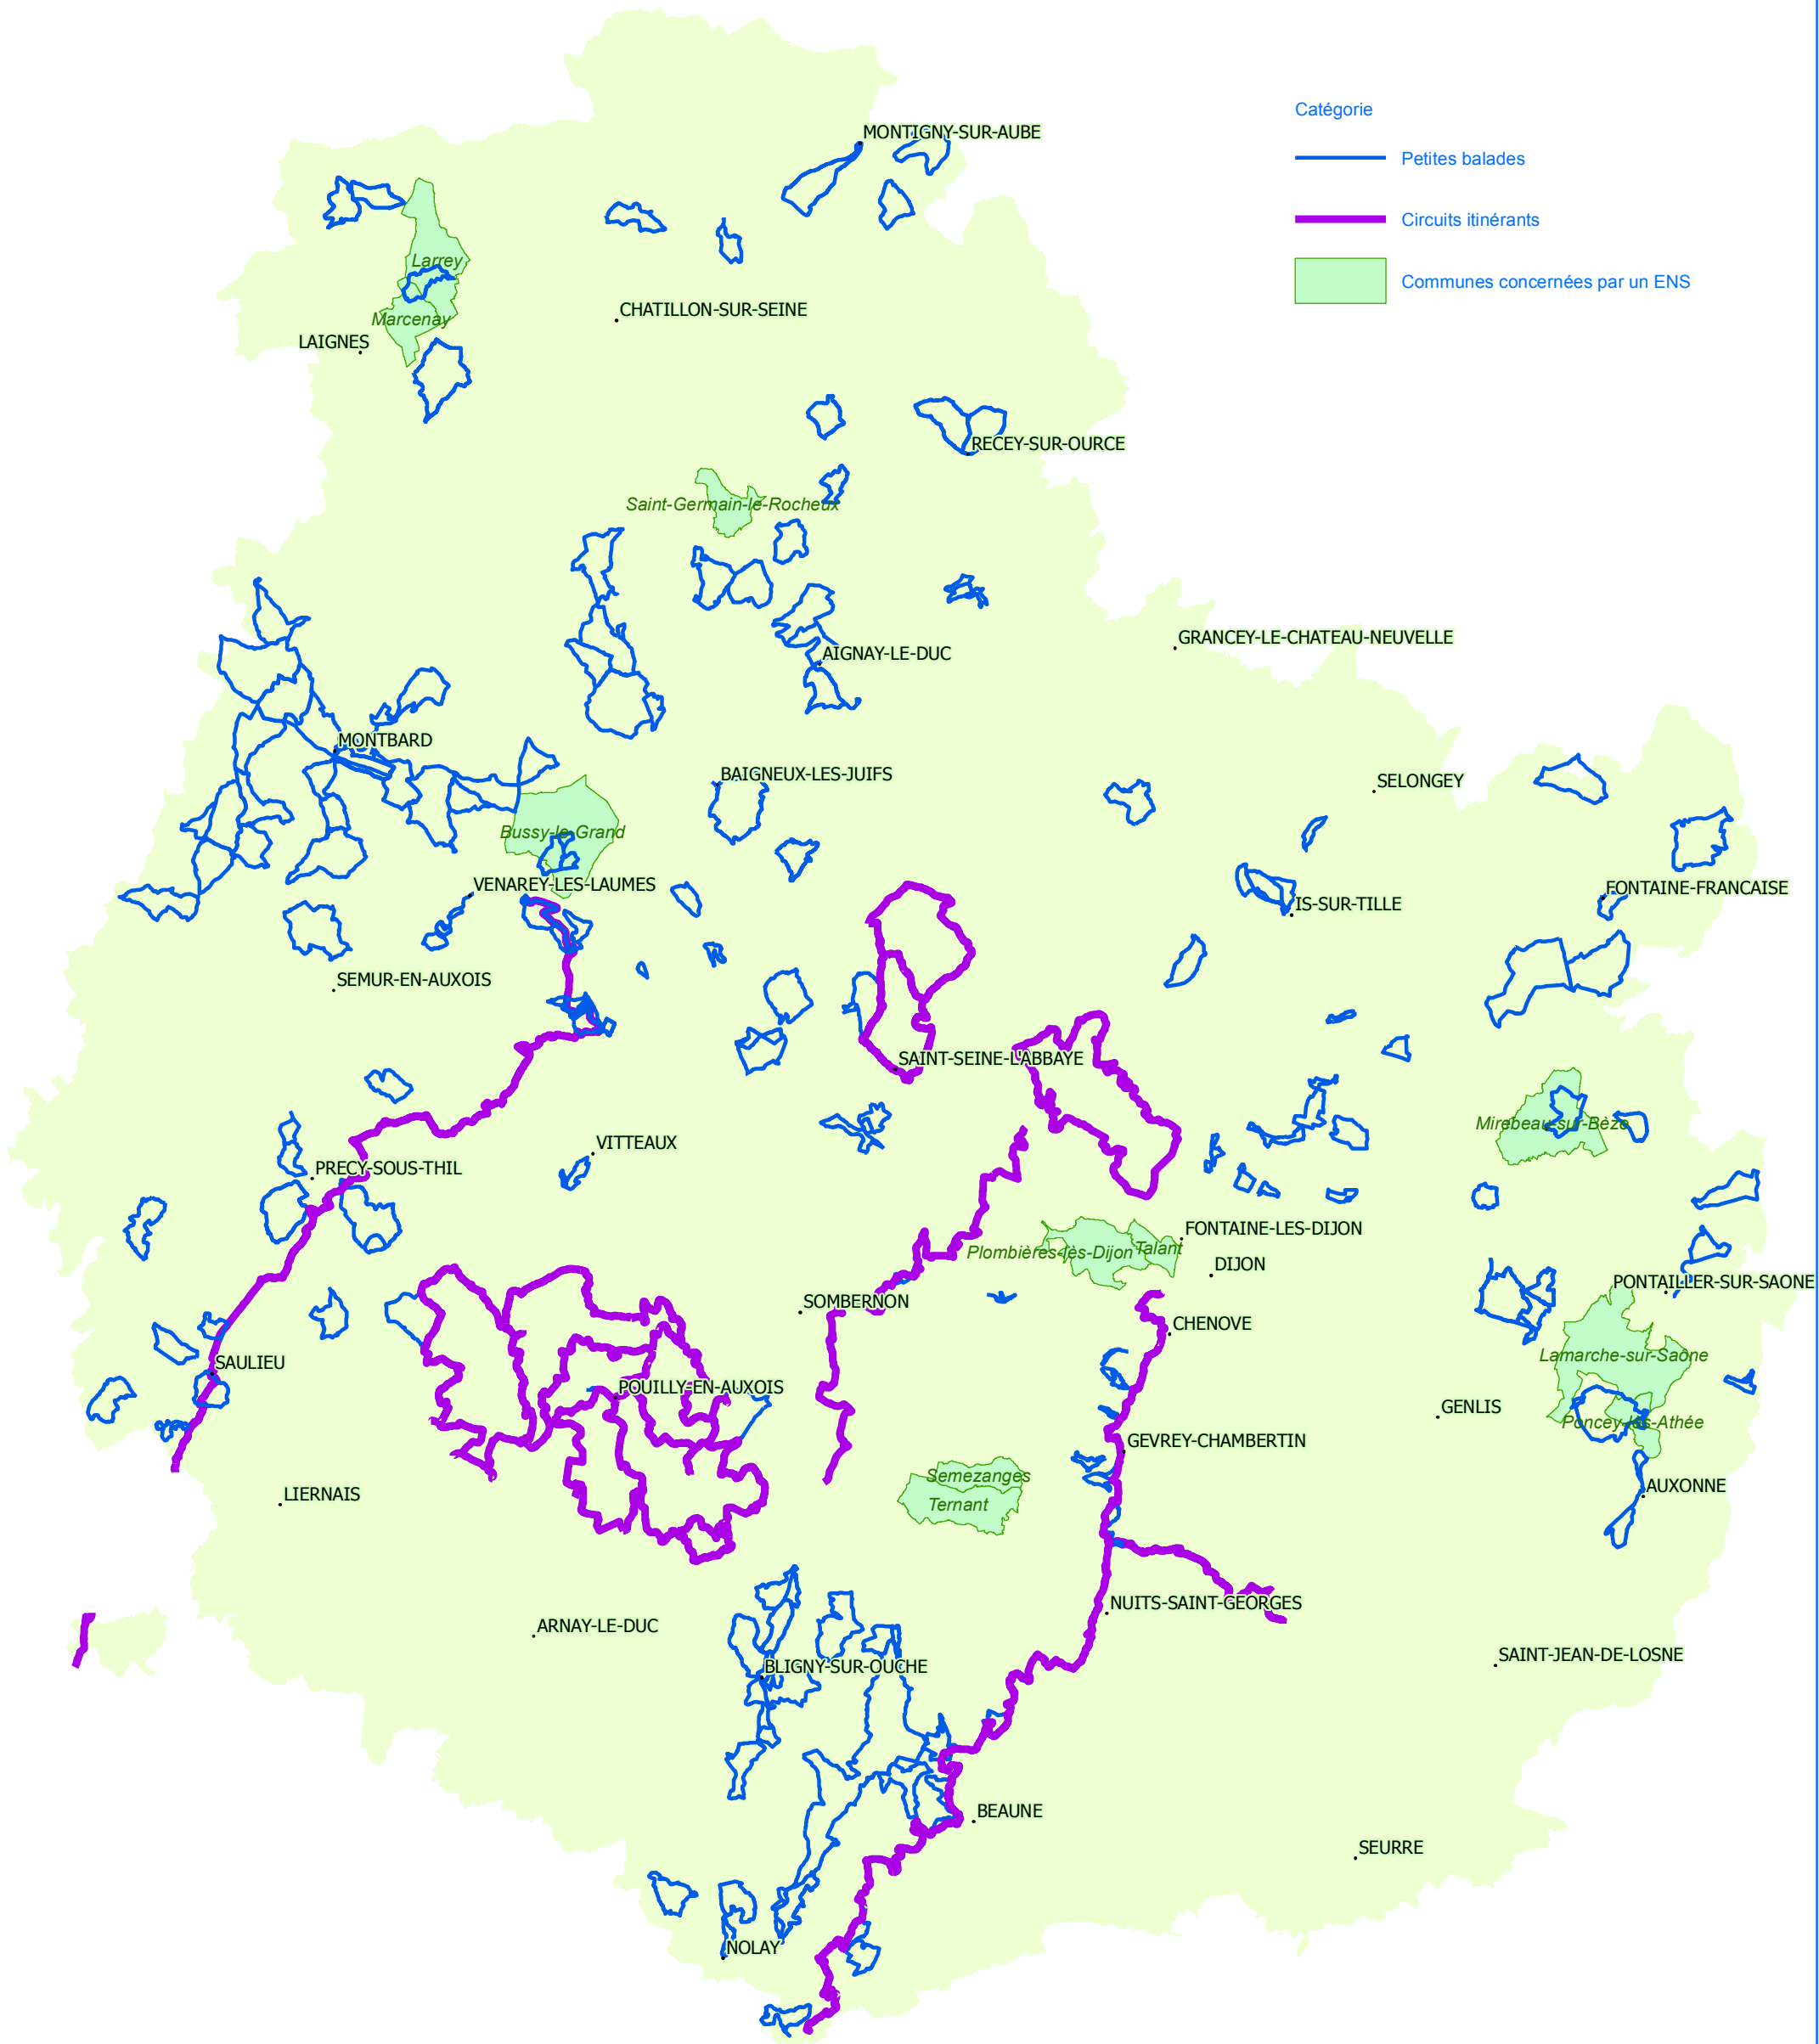 Catégorie
MONTIGNY-SUR-AUBE
Petites balades
Circuits itinérants
Larrey
Communes concernées par un ENS
CHATILLON-SUR-SEINE
Marcenay
LAIGNES
RECEY-SUR-OURCE
Saint-Germain-le-Rocheux
GRANCEY-LE-CHATEAU-NEUVELLE
AIGNAY-LE-DUC
MONTBARD
BAIGNEUX-LES-JUIFS
SELONGEY
Bussy-le-Grand
VENAREY-LES-LAUMES
FONTAINE-FRANCAISE
IS-SUR-TILLE
SEMUR-EN-AUXOIS
SAINT-SEINE-L'ABBAYE
Mirebeau-sur-Bèze
VITTEAUX
PRECY-SOUS-THIL
FONTAINE-LES-DIJON
Plombières-lès-Dijon
Talant
DIJON
PONTAILLER-SUR-SAONE
SOMBERNON
CHENOVE
Lamarche-sur-Saône
SAULIEU
POUILLY-EN-AUXOIS
GENLIS
Poncey-lès-Athée
GEVREY-CHAMBERTIN
Semezanges
AUXONNE
LIERNAIS
Ternant
NUITS-SAINT-GEORGES
ARNAY-LE-DUC
SAINT-JEAN-DE-LOSNE
BLIGNY-SUR-OUCHE
BEAUNE
SEURRE
NOLAY